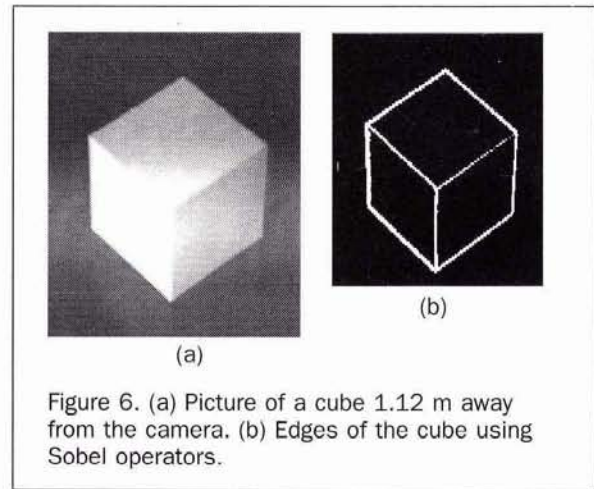 (a)
(b)
Figure 6. (a) Picture of a cube 1.12 m away
from the camera. (b) Edges of the cube using
Sobel operators.